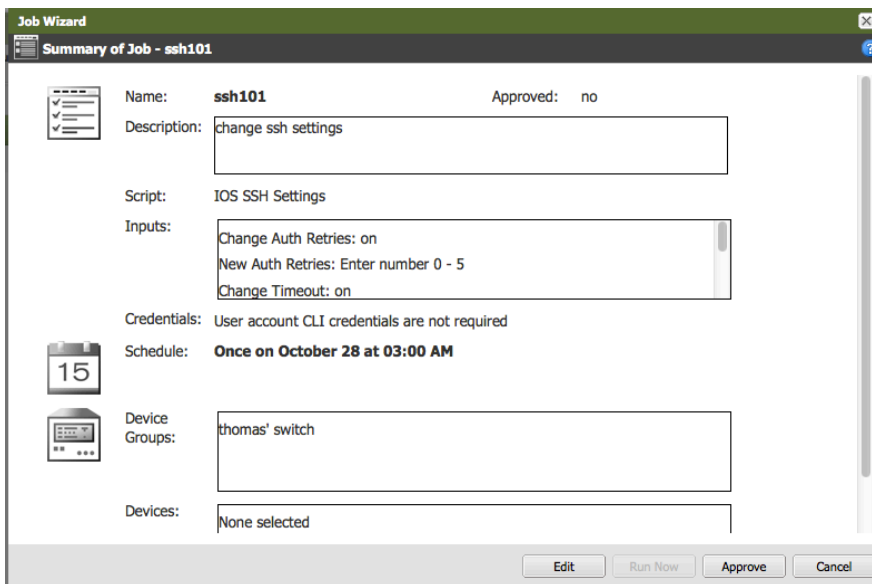 Job Wizard
Summary of Job - ssh101
Name: ssh101 Approved: no
Description: change ssh settings
Script: IOS SSH Settings
Inputs: Change Auth Retries: on
New Auth Retries: Enter number 0 - 5
Change Timeout: on
Credentials: User account CLI credentials are not required
Schedule: Once on October 28 at 03:00 AM
15
Device
Groups: thomas' switch
Devices: None selected
Edit Run Now Approve Cancel